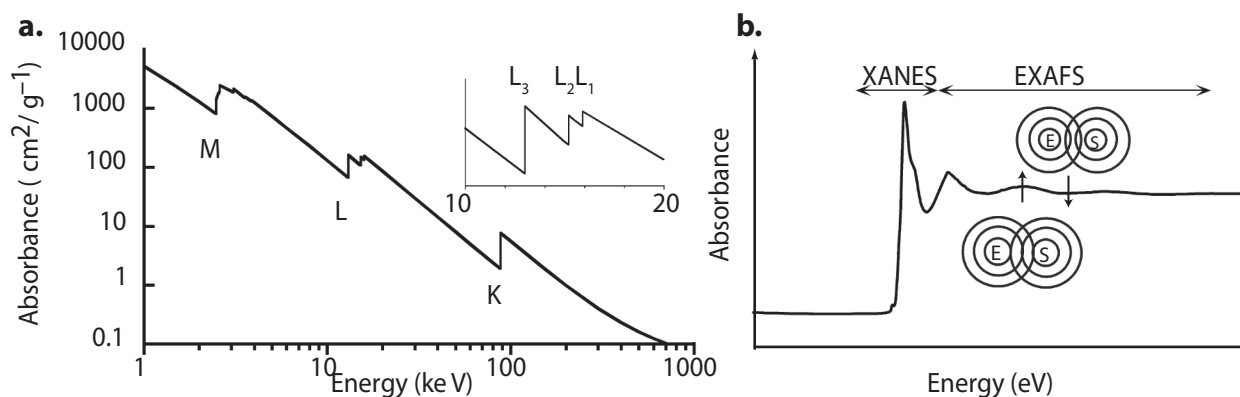 a.
Absorbance ( cm2/ g–1)
10000
1000
100
10
1
0.1
M
L
K
L3 L2L1
10 20
1 10 100 1000
Energy (ke V)
b.
Absorbance
XANES EXAFS
E S
E S
Energy (eV)